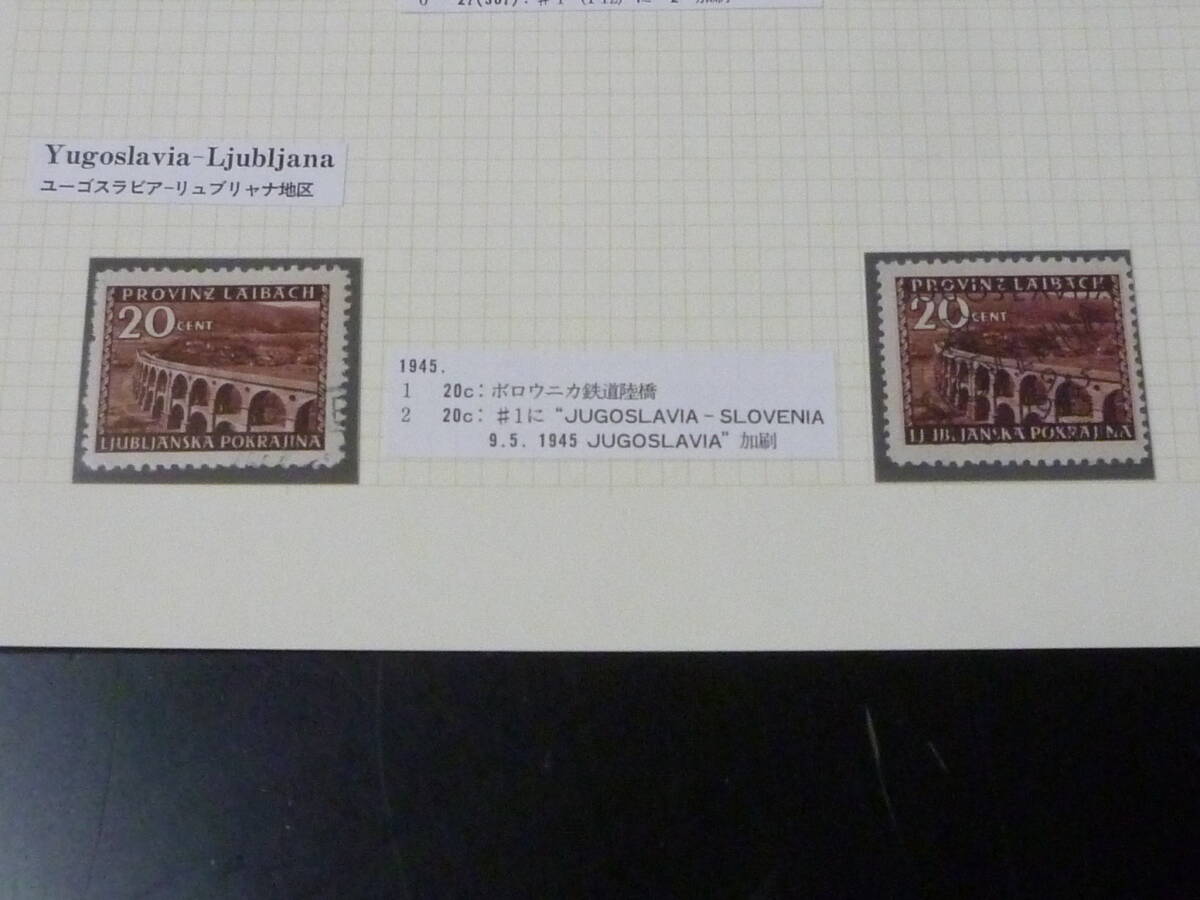 Yugoslavia-Ljubljana
ユーゴスラビア-リュブリャナ地区
PROVINZ LAIBACH
20 CENT
LJUBLJANSKA POKRAJINA
1945.
1 20c: ボロウニカ鉄道陸橋
2 20c: #1に "JUGOSLAVIA - SLOVENIA
9.5. 1945 JUGOSLAVIA" 加刷
PROVINZ LAIBACH
20 CENT
LJUBLJANSKA POKRAJINA